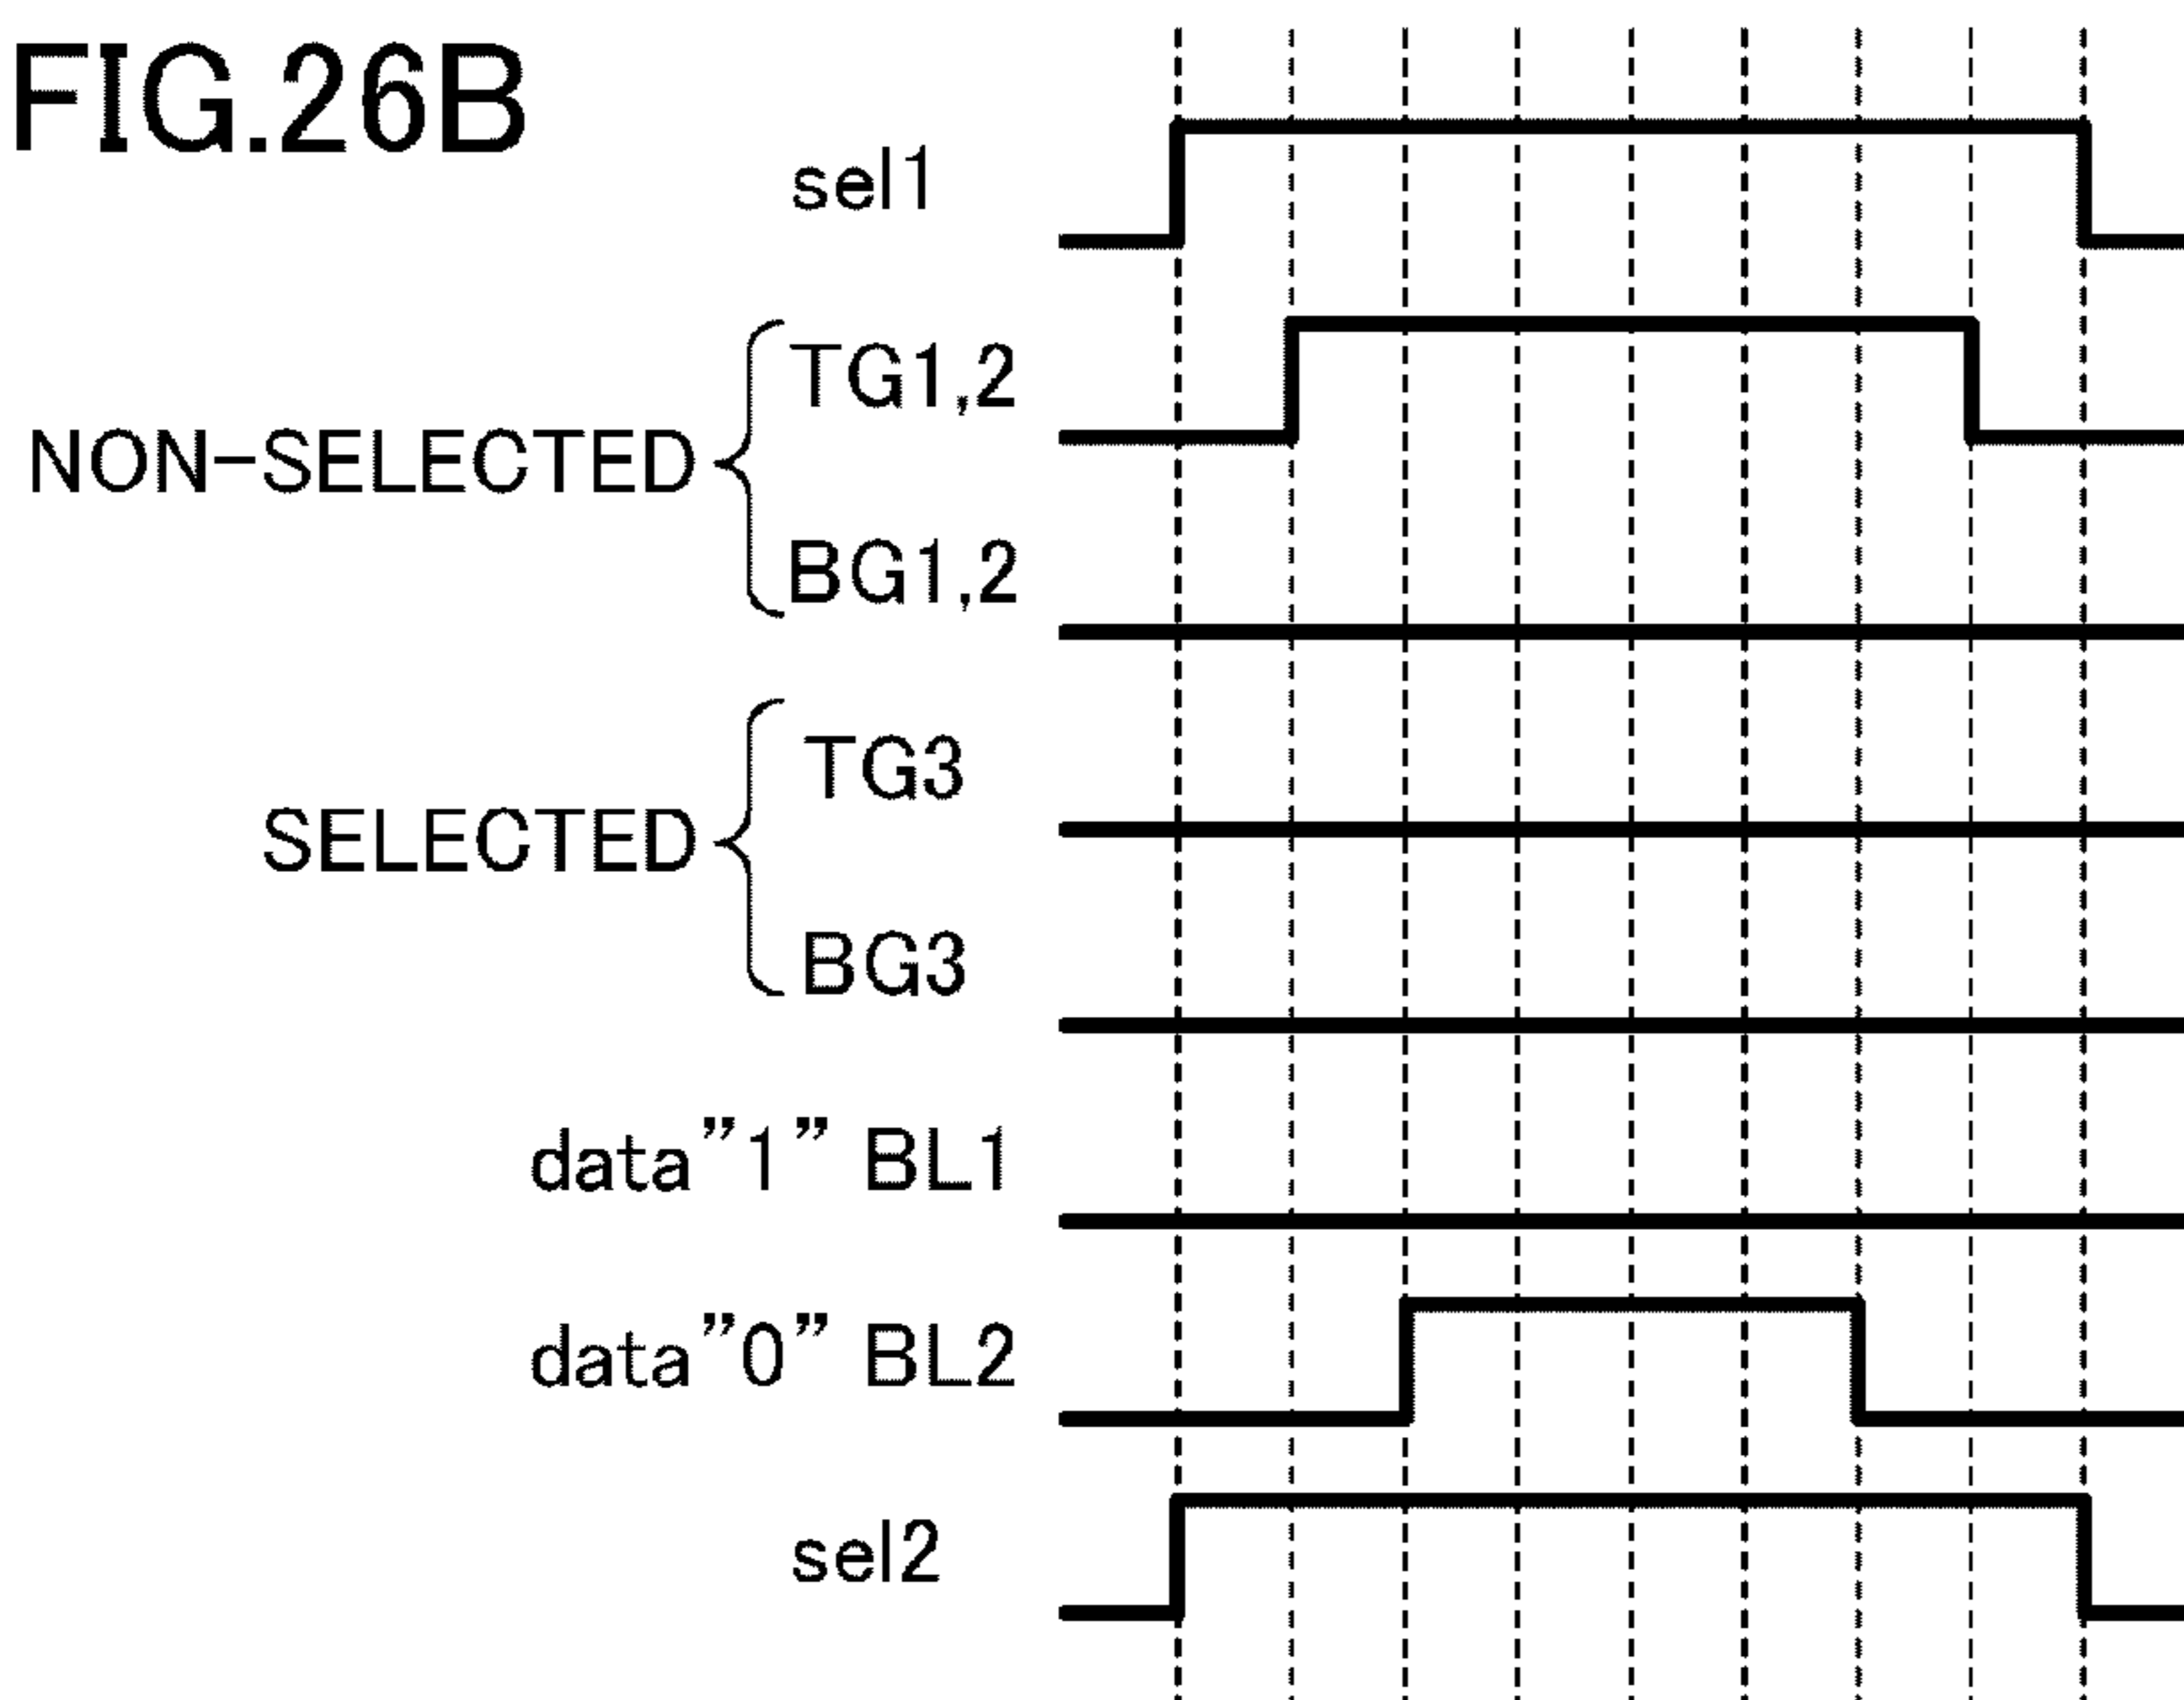 FIG.26B
sel1
TG1,2
NON-SELECTED
BG1,2
TG3
SELECTED
BG3
data"1" BL1
data"0" BL2
sel2